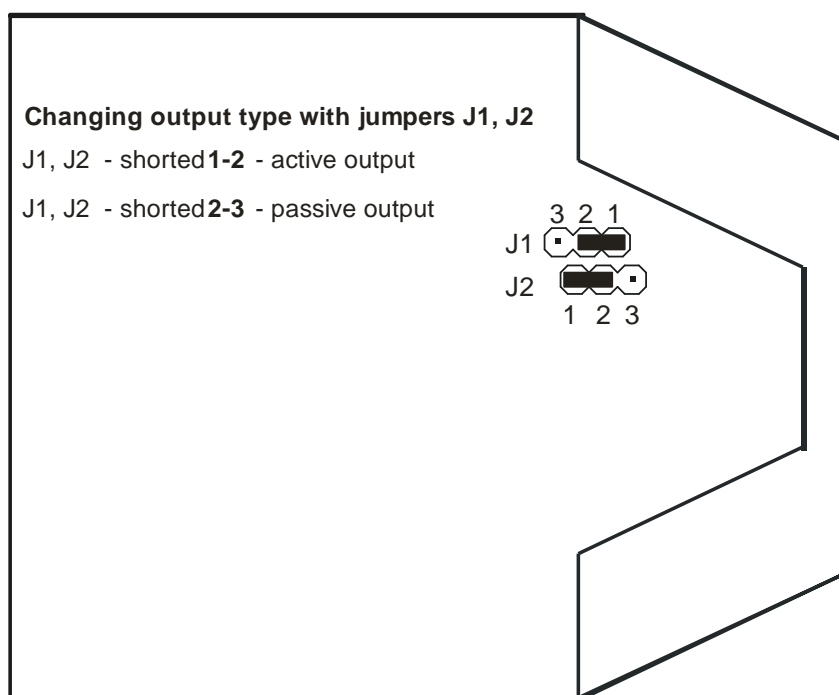 Changing output type with jumpers J1, J2
J1, J2 - shorted 1-2 - active output
J1, J2 - shorted 2-3 - passive output
3 2 1
J1
J2
1 2 3